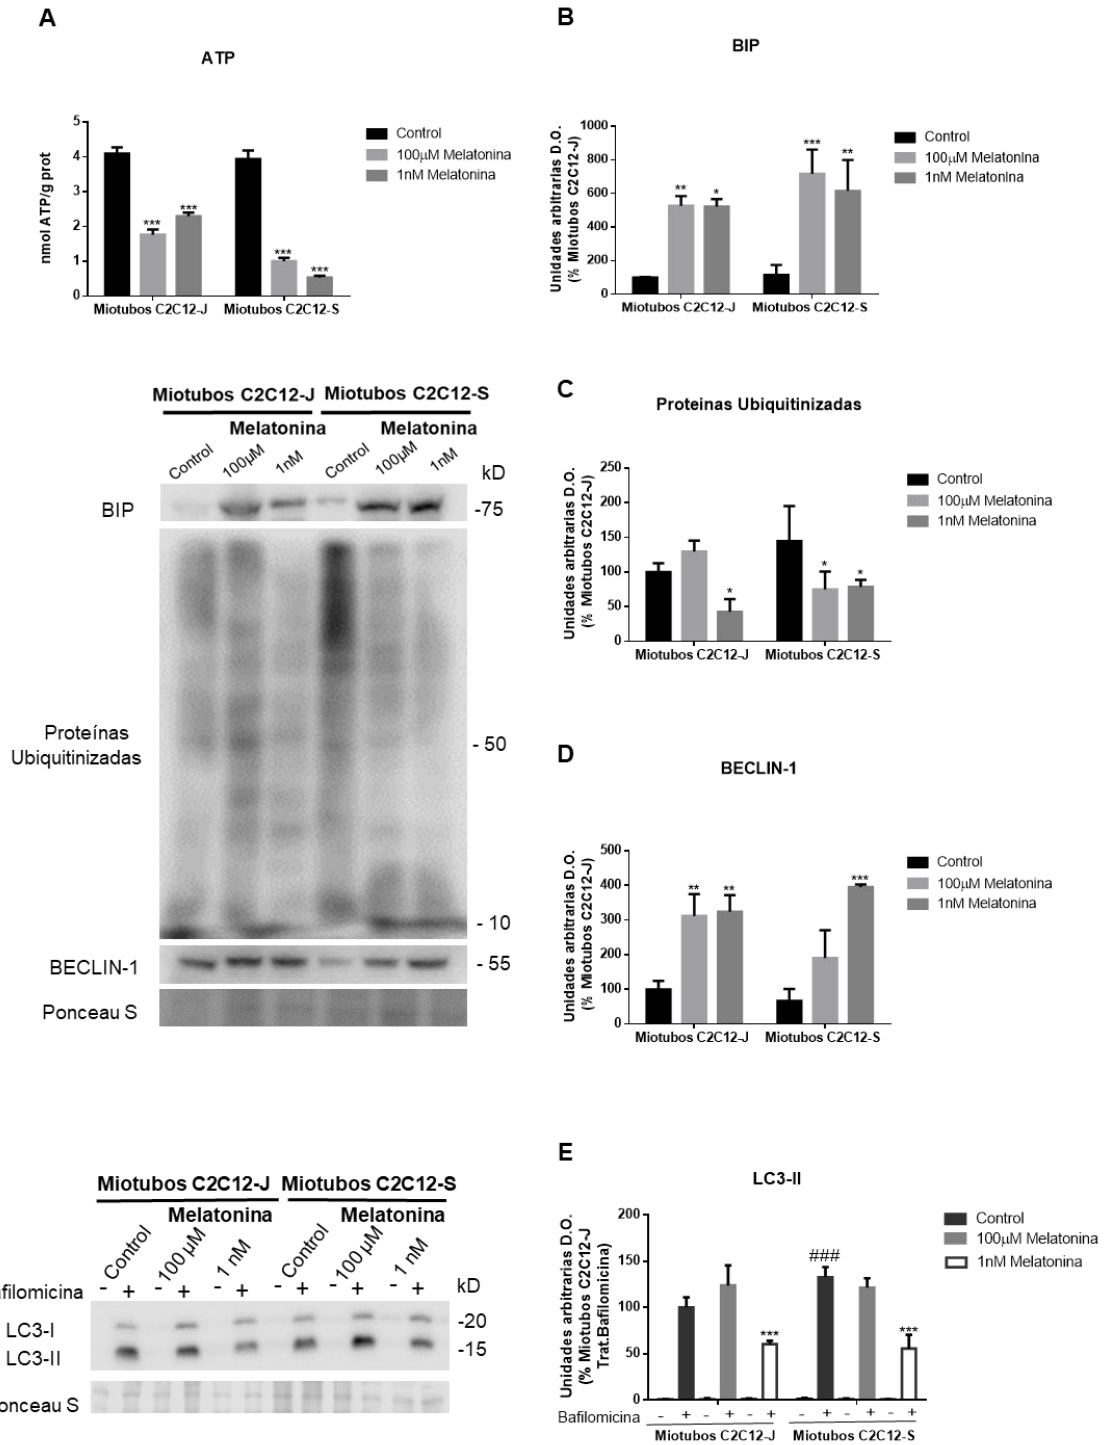 A
ATP
nmol ATP/g prot
5
4
3
2
1
0
*** *** *** ***
Miotubos C2C12-J Miotubos C2C12-S
Control
100µM Melatonina
1nM Melatonina
B
BIP
Unidades arbitrarias D.O.
(% Miotubos C2C12-J)
1000
800
600
400
200
0
** * *** **
Miotubos C2C12-J Miotubos C2C12-S
Control
100µM Melatonina
1nM Melatonina
Miotubos C2C12-J Miotubos C2C12-S
Melatonina Melatonina
Control 100µM 1nM Control 100µM 1nM
kD
BIP -75
Proteínas
Ubiquitinizadas
- 50
- 10
BECLIN-1 - 55
Ponceau S
C
Proteinas Ubiquitinizadas
Unidades arbitrarias D.O.
(% Miotubos C2C12-J)
250
200
150
100
50
0
* * *
Miotubos C2C12-J Miotubos C2C12-S
Control
100µM Melatonina
1nM Melatonina
D
BECLIN-1
Unidades arbitrarias D.O.
(% Miotubos C2C12-J)
500
400
300
200
100
0
** ** ***
Miotubos C2C12-J Miotubos C2C12-S
Control
100µM Melatonina
1nM Melatonina
Miotubos C2C12-J Miotubos C2C12-S
Melatonina Melatonina
Control 100 µM 1 nM Control 100 µM 1 nM
afilomicina - + - + - + - + - + - + kD
LC3-I -20
LC3-II -15
onceau S
E
LC3-II
Unidades arbitrarias D.O.
(% Miotubos C2C12-J
Trat.Bafilomicina)
200
150
100
50
0
*** ### ***
Bafilomicina - + - + - + - + - + - +
Miotubos C2C12-J Miotubos C2C12-S
Control
100µM Melatonina
1nM Melatonina